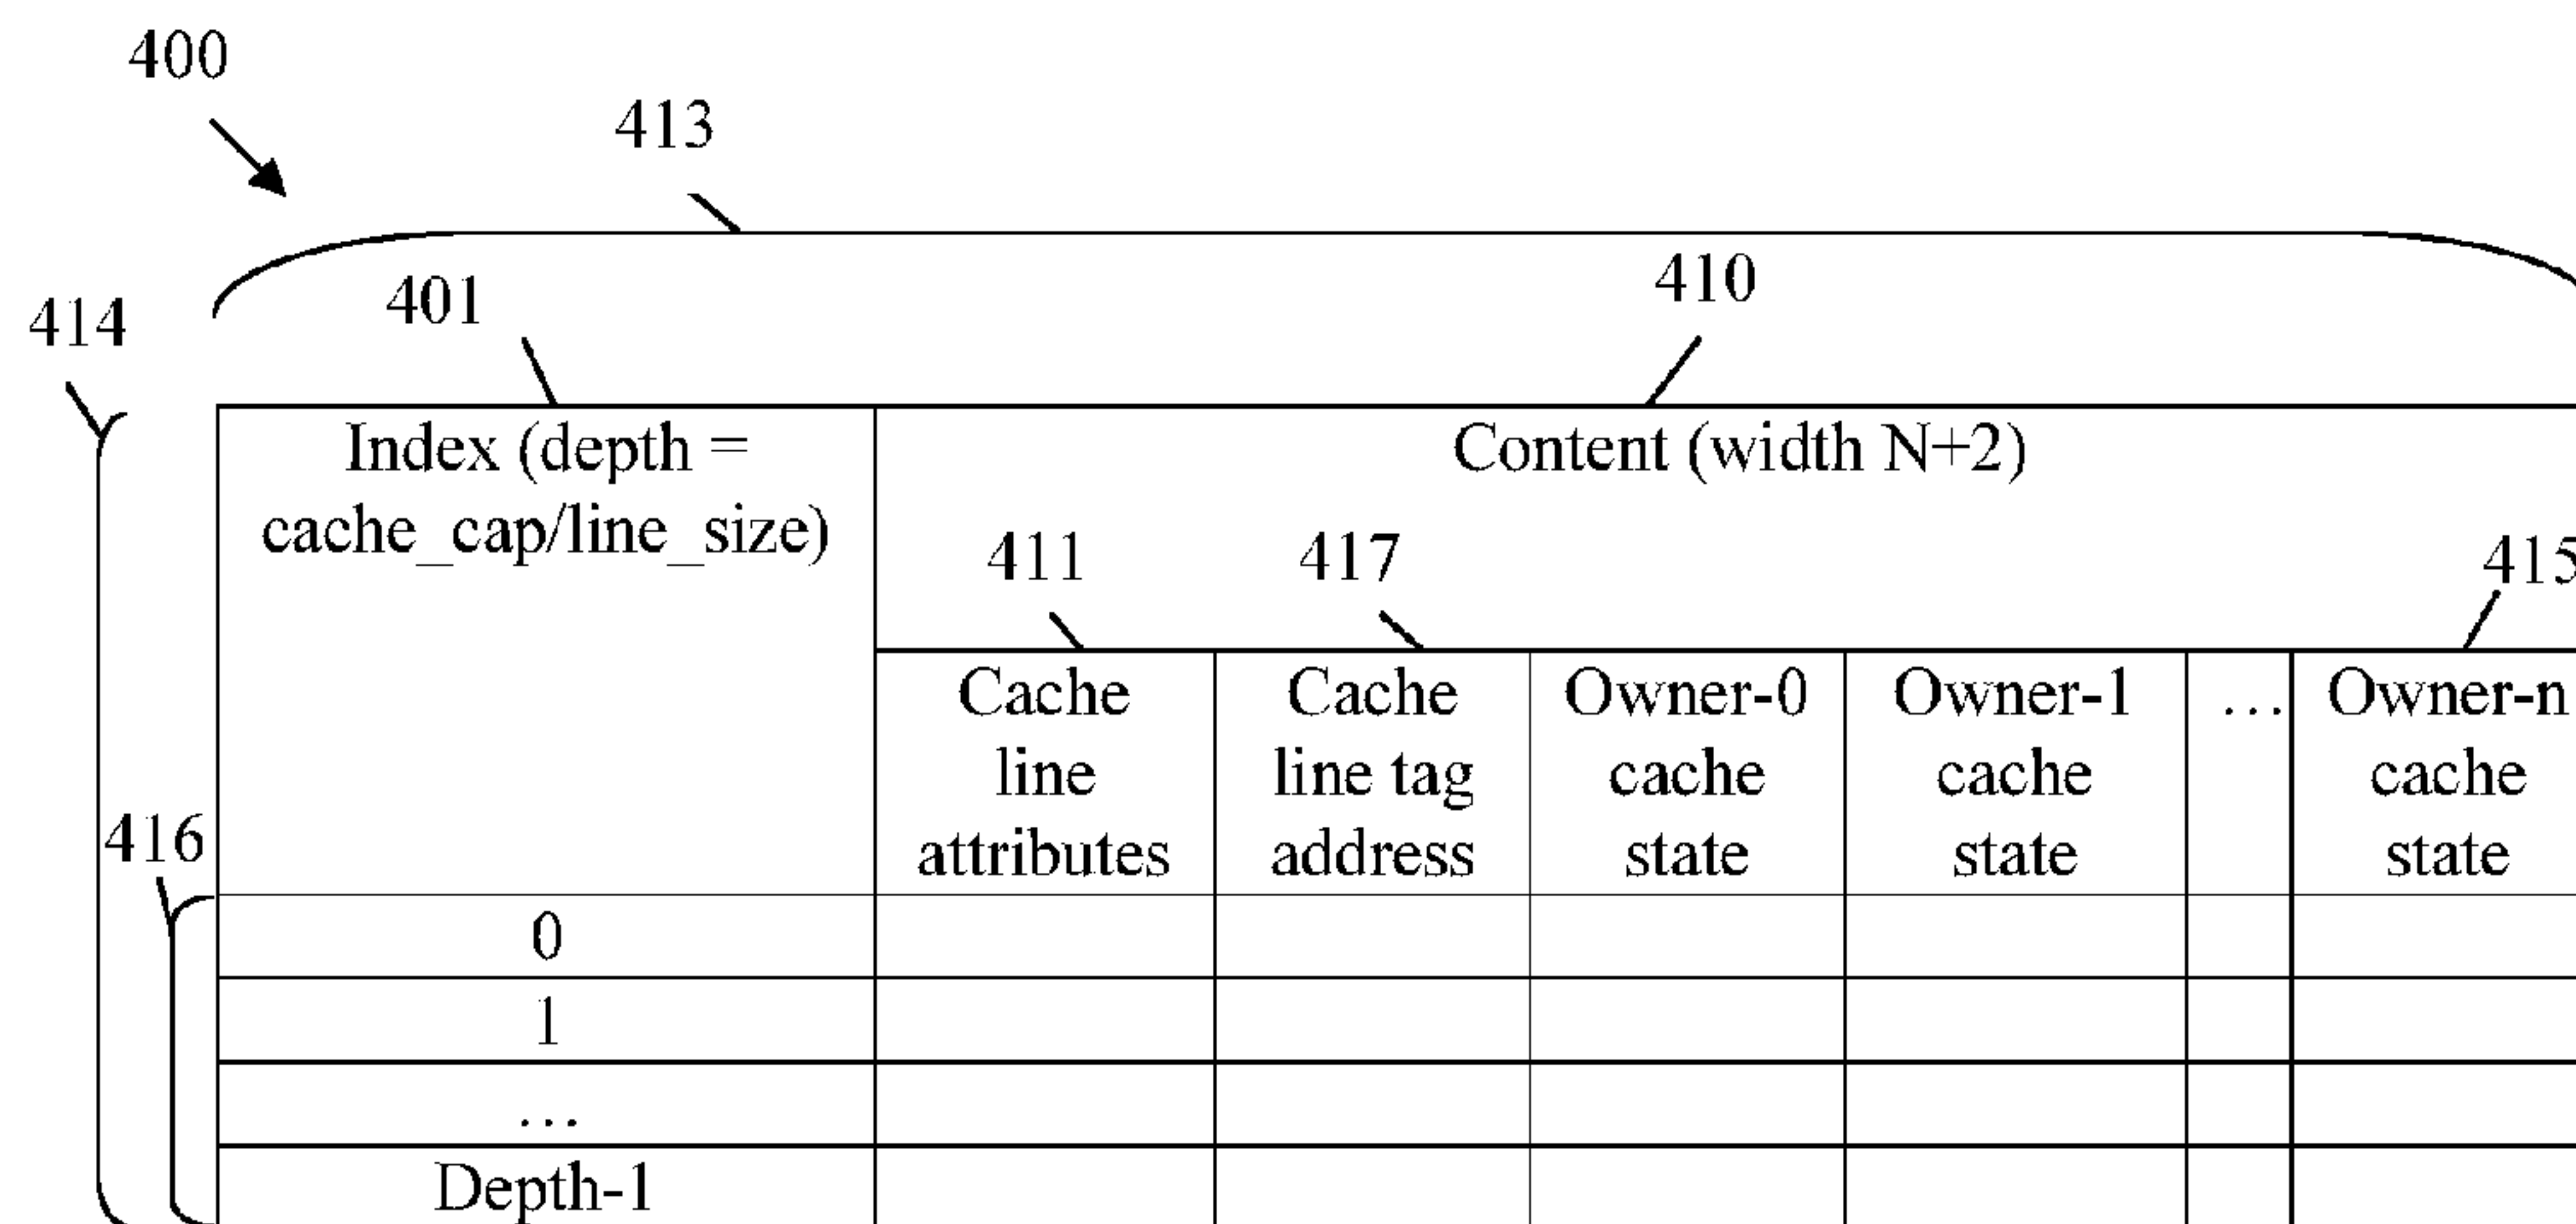 400
413
410
401
414
Index (depth =
cache_cap/line_size)
Content (width N+2)
411
417
415
Cache
line
attributes
Cache
line tag
address
Owner-0
cache
state
Owner-1
cache
state
...
Owner-n
cache
state
416
0
1
...
Depth-1